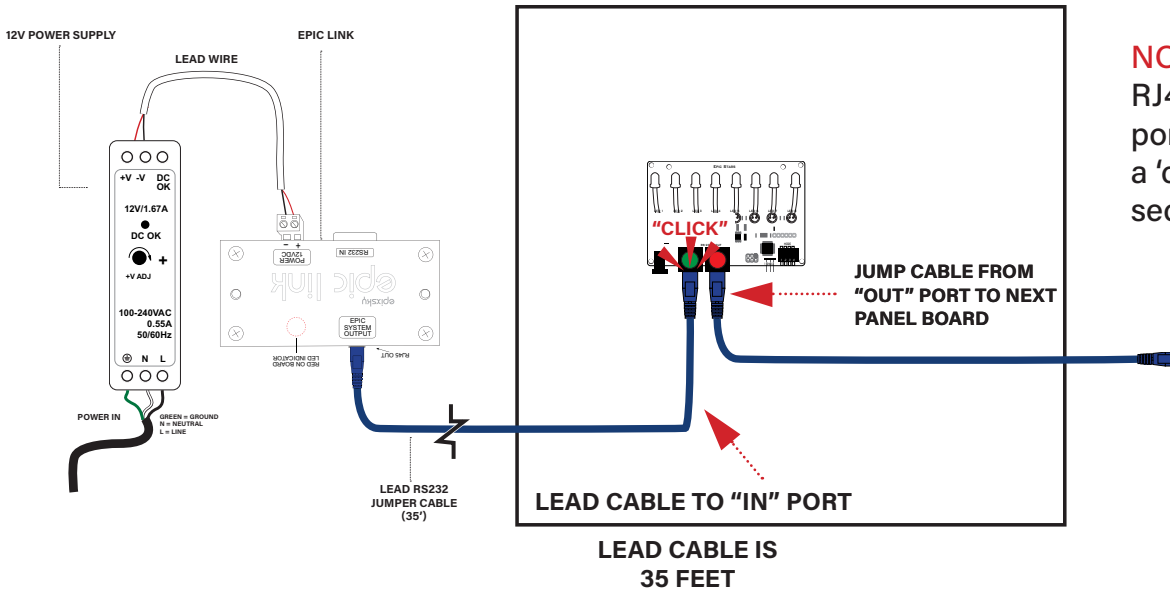 12V POWER SUPPLY
EPIC LINK
LEAD WIRE
+V -V DC
OK
12V/1.67A
DC OK
+
+V ADJ
100-240VAC
0.55A
50/60Hz
N L
POWER IN
GREEN = GROUND
N = NEUTRAL
L = LINE
− +
POWER
12VDC
RS232 IN
epic link
epixsky
EPIC
SYSTEM
OUTPUT
RED ON BOARD
LED INDICATOR
RJ45 OUT
LEAD RS232
JUMPER CABLE
(35')
EPIC STARS
“CLICK”
JUMP CABLE FROM
“OUT” PORT TO NEXT
PANEL BOARD
LEAD CABLE TO “IN” PORT
LEAD CABLE IS
35 FEET
NO
RJ4
por
a ‘c
sec